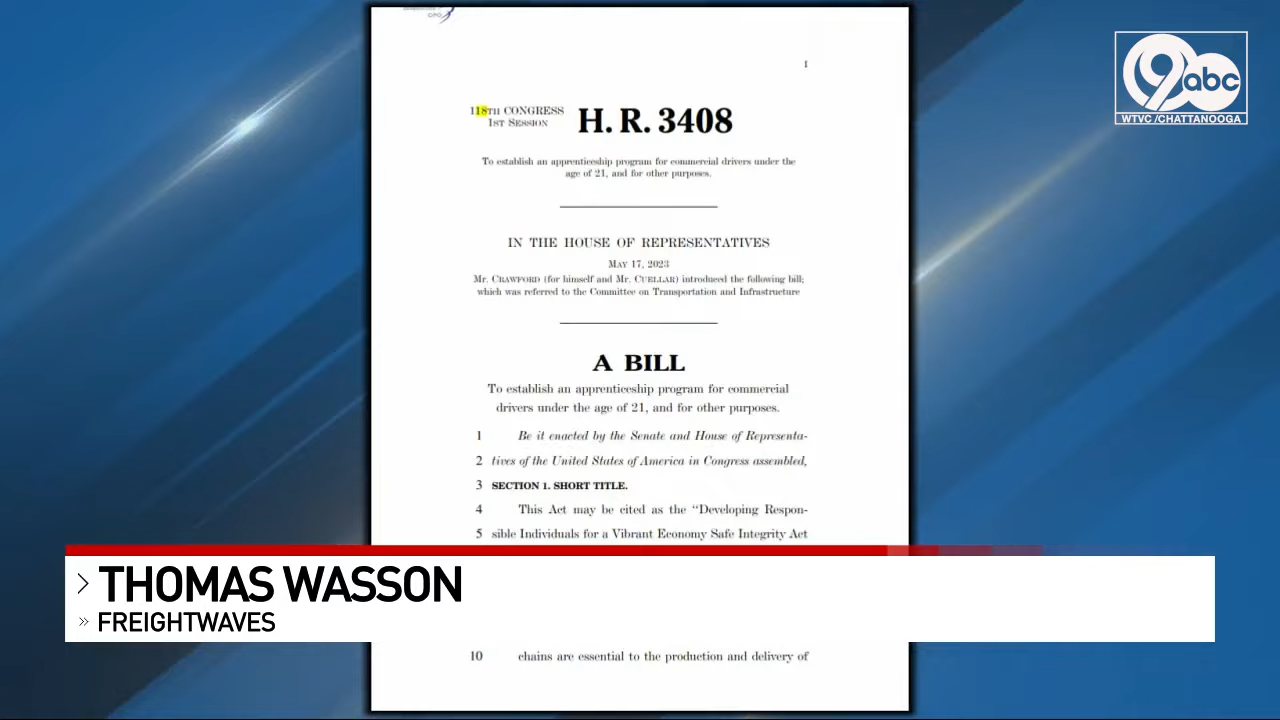 GPO
I
9 abc
WTVC /CHATTANOOGA
118TH CONGRESS
1ST SESSION
H. R. 3408
To establish an apprenticeship program for commercial drivers under the
age of 21, and for other purposes.
IN THE HOUSE OF REPRESENTATIVES
MAY 17, 2023
Mr. CRAWFORD (for himself and Mr. CUELLAR) introduced the following bill;
which was referred to the Committee on Transportation and Infrastructure
A BILL
To establish an apprenticeship program for commercial
drivers under the age of 21, and for other purposes.
1 Be it enacted by the Senate and House of Representa-
2 tives of the United States of America in Congress assembled,
3 SECTION 1. SHORT TITLE.
4 This Act may be cited as the “Developing Respon-
5 sible Individuals for a Vibrant Economy Safe Integrity Act
> THOMAS WASSON
» FREIGHTWAVES
10 chains are essential to the production and delivery of